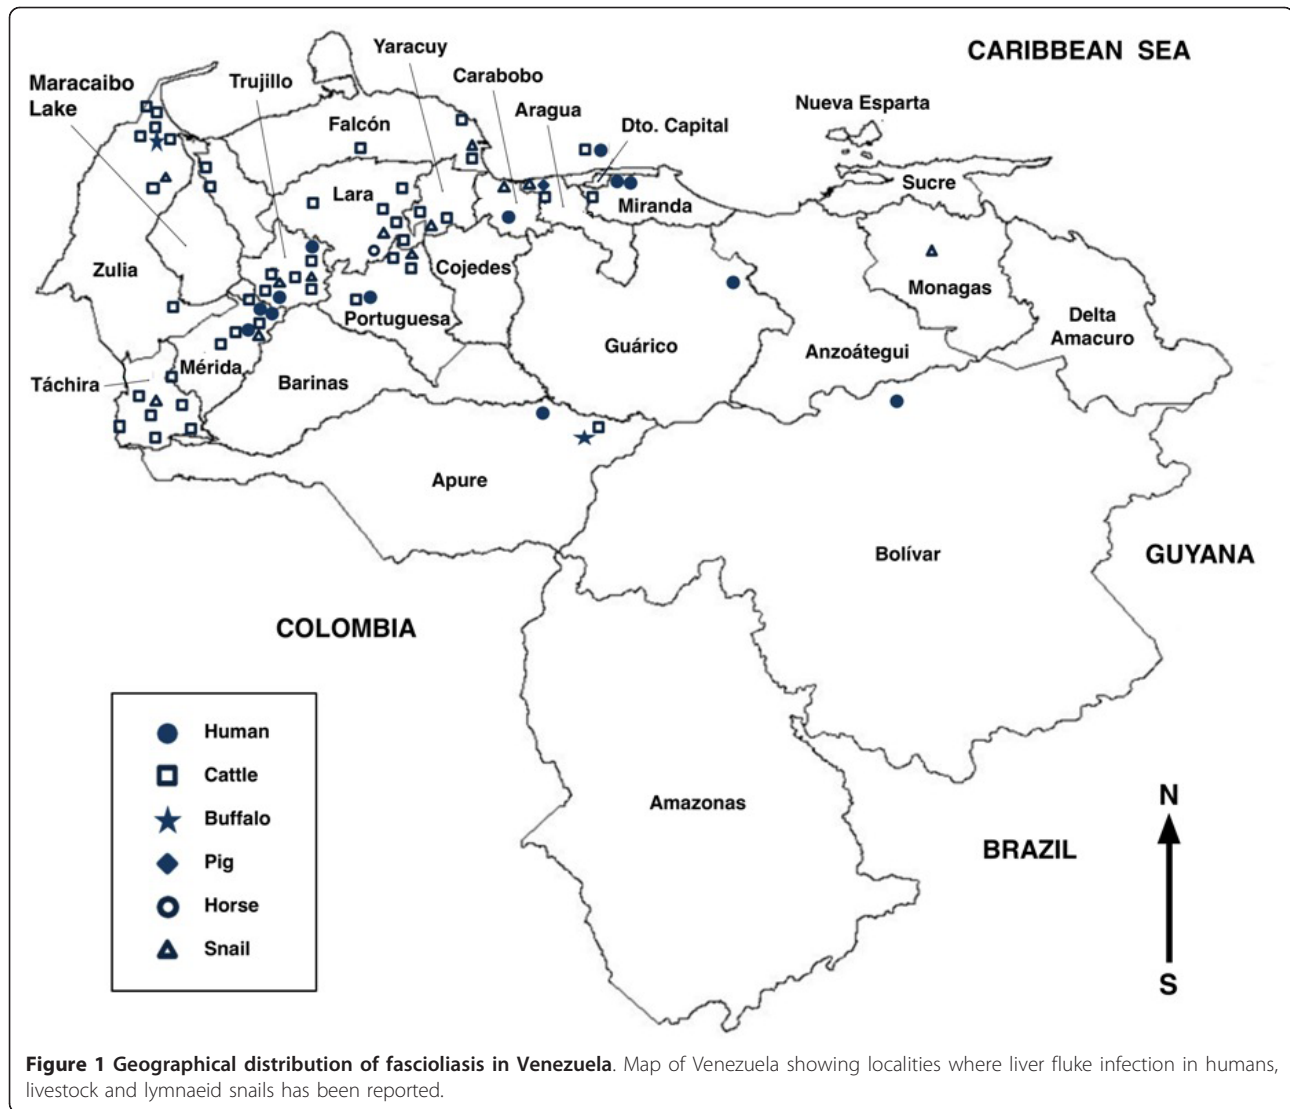 CARIBBEAN SEA
Yaracuy
Carabobo
Maracaibo
Lake
Trujillo
Aragua
Nueva Esparta
Dto. Capital
Falcón
Lara
Sucre
Miranda
Zulia
Cojedes
Monagas
Portuguesa
Delta
Amacuro
Guárico
Anzoátegui
Mérida
Táchira
Barinas
Apure
Bolívar
GUYANA
COLOMBIA
Human
Cattle
Buffalo
Pig
Horse
Snail
Amazonas
BRAZIL
N
S
Figure 1 Geographical distribution of fascioliasis in Venezuela. Map of Venezuela showing localities where liver fluke infection in humans,
livestock and lymnaeid snails has been reported.